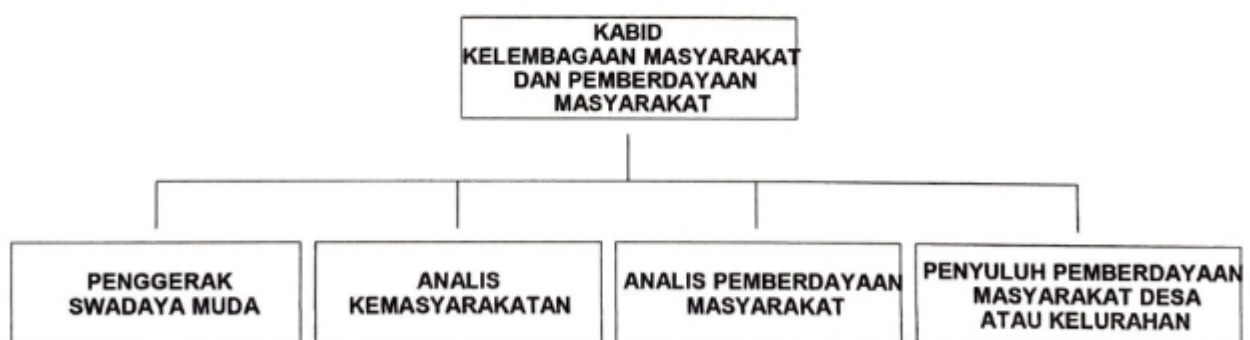 KABID
KELEMBAGAAN MASYARAKAT
DAN PEMBERDAYAAN
MASYARAKAT
PENGGERAK
SWADAYA MUDA
ANALIS
KEMASYARAKATAN
ANALIS PEMBERDAYAAN
MASYARAKAT
PENYULUH PEMBERDAYAAN
MASYARAKAT DESA
ATAU KELURAHAN